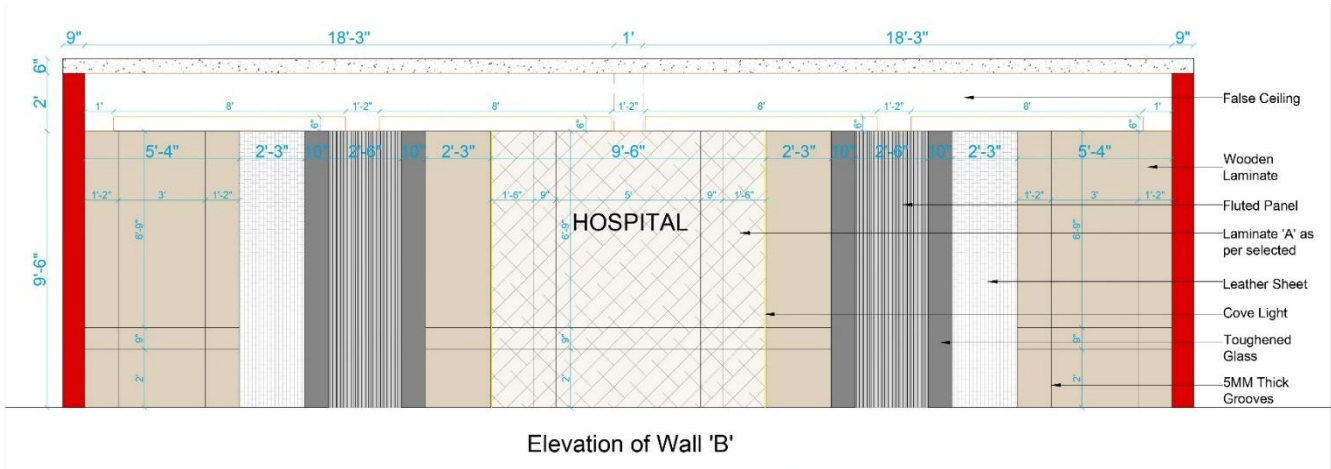 9" 18'-3" 1' 18'-3" 9"
6"
2'
1' 8' 1'-2" 8' 1'-2" 8' 1'-2" 8' 1'
6" 6" 6" 6"
False Ceiling
5'-4" 2'-3" 10" 2'-6" 10" 2'-3" 9'-6" 2'-3" 10" 2'-6" 10" 2'-3" 5'-4"
Wooden
Laminate
1'-2" 3' 1'-2" 1'-6" 9" 5' 9" 1'-6" 1'-2" 3' 1'-2"
Fluted Panel
HOSPITAL
6'-9" 6'-9" 6'-9"
Laminate 'A' as
per selected
9'-6"
Leather Sheet
Cove Light
9" 9" 9"
Toughened
Glass
2' 2' 2'
5MM Thick
Grooves
Elevation of Wall 'B'